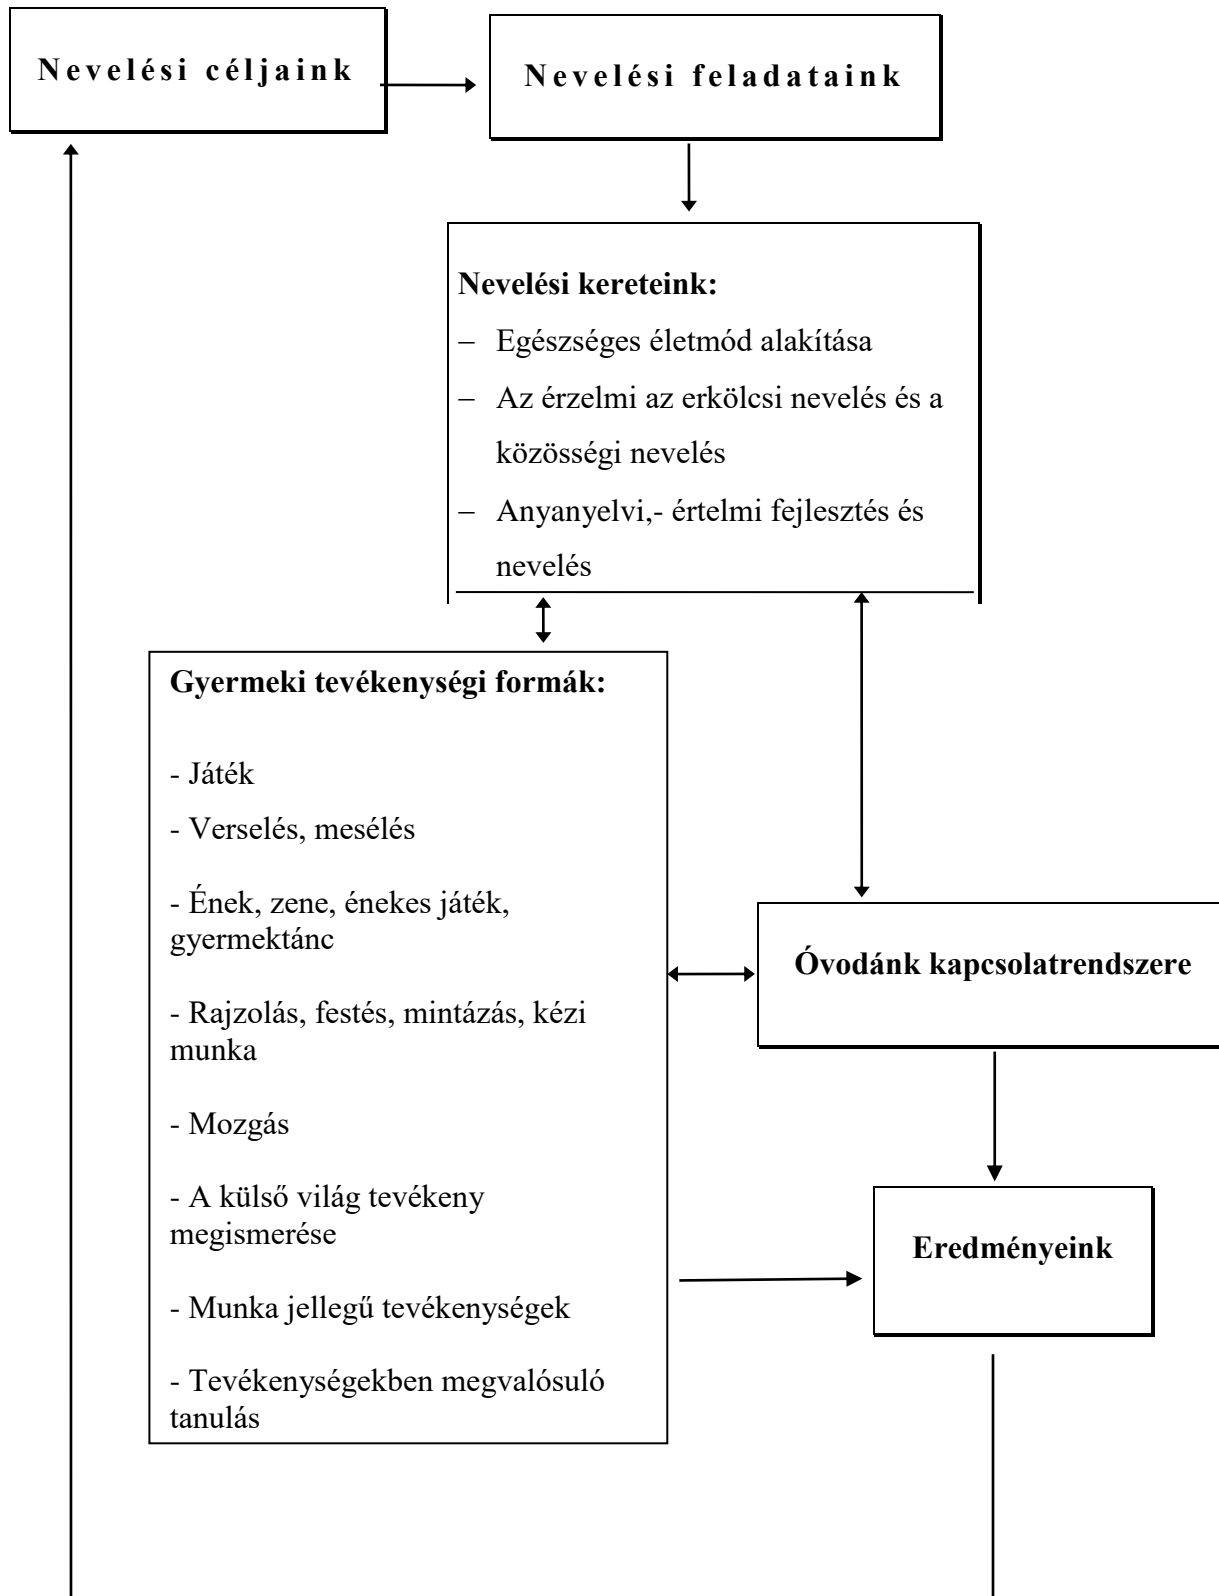 Nevelési céljaink
Nevelési feladataink
Nevelési kereteink:
– Egészséges életmód alakítása
– Az érzelmi az erkölcsi nevelés és a
közösségi nevelés
– Anyanyelvi,- értelmi fejlesztés és
nevelés
Gyermeki tevékenységi formák:
- Játék
- Verselés, mesélés
- Ének, zene, énekes játék,
gyermektánc
- Rajzolás, festés, mintázás, kézi
munka
- Mozgás
- A külső világ tevékeny
megismerése
- Munka jellegű tevékenységek
- Tevékenységekben megvalósuló
tanulás
Óvodánk kapcsolatrendszere
Eredményeink